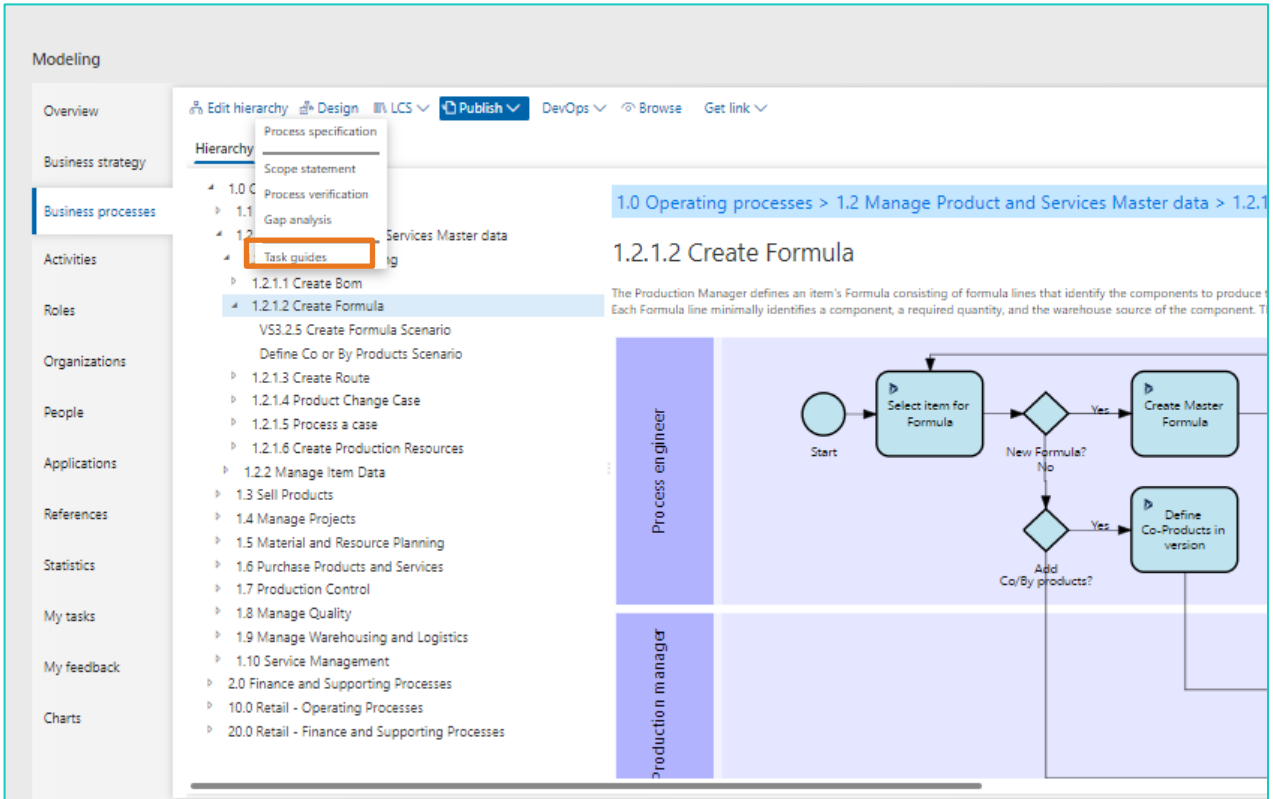 Modeling
Overview
Business strategy
Business processes
Activities
Roles
Organizations
People
Applications
References
Statistics
My tasks
My feedback
Charts
Edit hierarchy Design LCS Publish DevOps Browse Get link
Process specification
Hierarchy
Scope statement
Process verification
Gap analysis
Task guides
1.0
1.1
Services Master data
1.2.1.1 Create Bom
1.2.1.2 Create Formula
VS3.2.5 Create Formula Scenario
Define Co or By Products Scenario
1.2.1.3 Create Route
1.2.1.4 Product Change Case
1.2.1.5 Process a case
1.2.1.6 Create Production Resources
1.2.2 Manage Item Data
1.3 Sell Products
1.4 Manage Projects
1.5 Material and Resource Planning
1.6 Purchase Products and Services
1.7 Production Control
1.8 Manage Quality
1.9 Manage Warehousing and Logistics
1.10 Service Management
2.0 Finance and Supporting Processes
10.0 Retail - Operating Processes
20.0 Retail - Finance and Supporting Processes
1.0 Operating processes > 1.2 Manage Product and Services Master data > 1.2.1
1.2.1.2 Create Formula
The Production Manager defines an item's Formula consisting of formula lines that identify the components to produce
Each Formula line minimally identifies a component, a required quantity, and the warehouse source of the component.
Process engineer
Start
Select item for
Formula
New Formula?
No
Yes
Create Master
Formula
Add
Co/By products?
Yes
Define
Co-Products in
version
Production manager